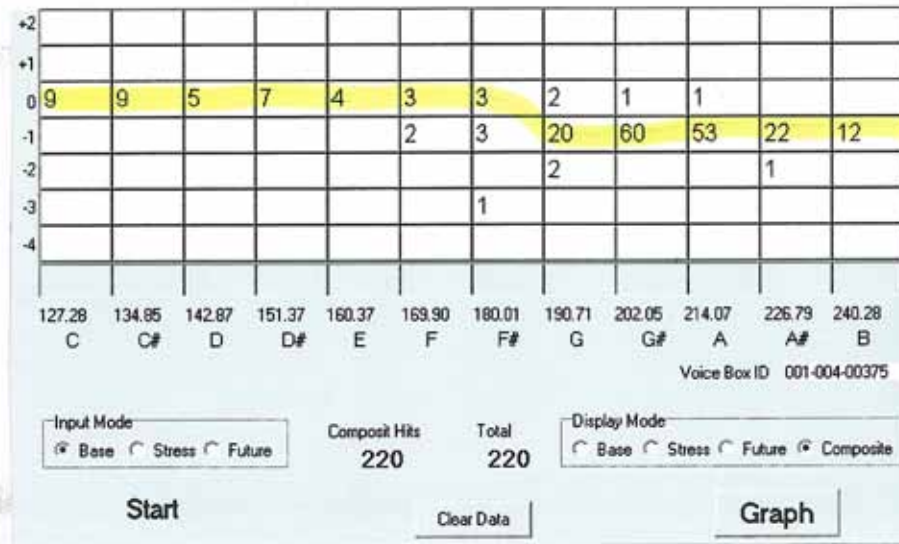 +2
+1
0 9 9 5 7 4 3 3 2 1 1
-1 2 3 20 60 53 22 12
-2 2 1
-3 1
-4
127.28 134.85 142.87 151.37 160.37 169.90 180.01 190.71 202.05 214.07 226.79 240.28
C C# D D# E F F# G G# A A# B
Voice Box ID 001-004-00375
Input Mode Composit Hits Total Display Mode
Base Stress Future 220 220 Base Stress Future Composite
Start Clear Data Graph